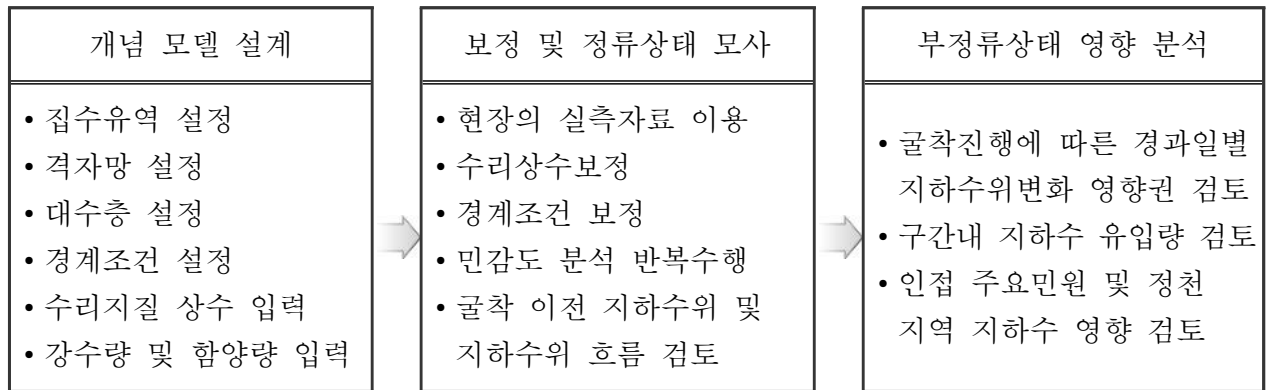 개념 모델 설계
• 집수유역 설정
• 격자망 설정
• 대수층 설정
• 경계조건 설정
• 수리지질 상수 입력
• 강수량 및 함양량 입력
보정 및 정류상태 모사
• 현장의 실측자료 이용
• 수리상수보정
• 경계조건 보정
• 민감도 분석 반복수행
• 굴착 이전 지하수위 및
지하수위 흐름 검토
부정류상태 영향 분석
• 굴착진행에 따른 경과일별
지하수위변화 영향권 검토
• 구간내 지하수 유입량 검토
• 인접 주요민원 및 정천
지역 지하수 영향 검토